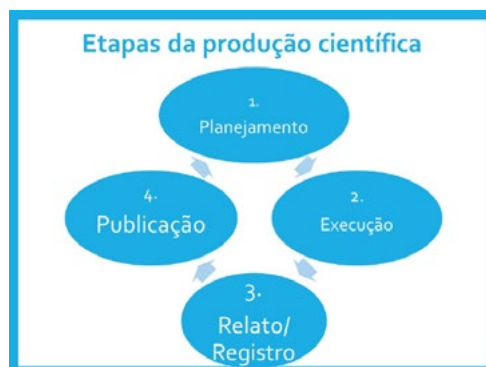 Etapas da produção científica
1.
Planejamento
2.
Execução
3.
Relato/
Registro
4.
Publicação